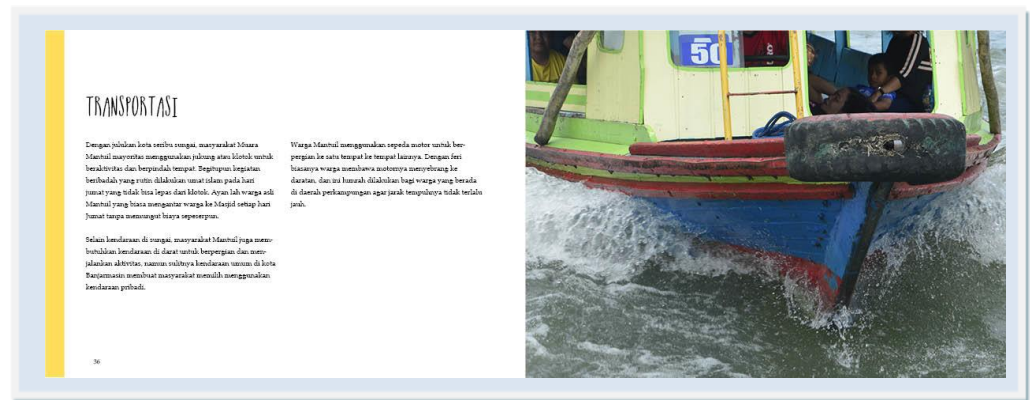 TRANSPORTASI
Dengan julukan kota seribu sungai, masyarakat Muara
Mantuil mayoritas menggunakan jukung atau klotok untuk
beraktivitas dan berpindah tempat. Begitupun kegiatan
beribadah yang rutin dilakukan umat islam pada hari
jumat yang tidak bisa lepas dari klotok. Ayan lah warga asli
Mantuil yang biasa mengantar warga ke Masjid setiap hari
Jumat tanpa memungut biaya sepeserpun.
Selain kendaraan di sungai, masyarakat Mantuil juga mem-
butuhkan kendaraan di darat untuk berpergian dan men-
jalankan aktivitas, namun sulitnya kendaraan umum di kota
Banjarmasin membuat masyarakat memilih menggunakan
kendaraan pribadi.
Warga Mantuil menggunakan sepeda motor untuk ber-
pergian ke satu tempat ke tempat lainnya. Dengan feri
biasanya warga membawa motornya menyebrang ke
daratan, dan ini lumrah dilakukan bagi warga yang berada
di daerah perkampungan agar jarak tempuhnya tidak terlalu
jauh.
36
50